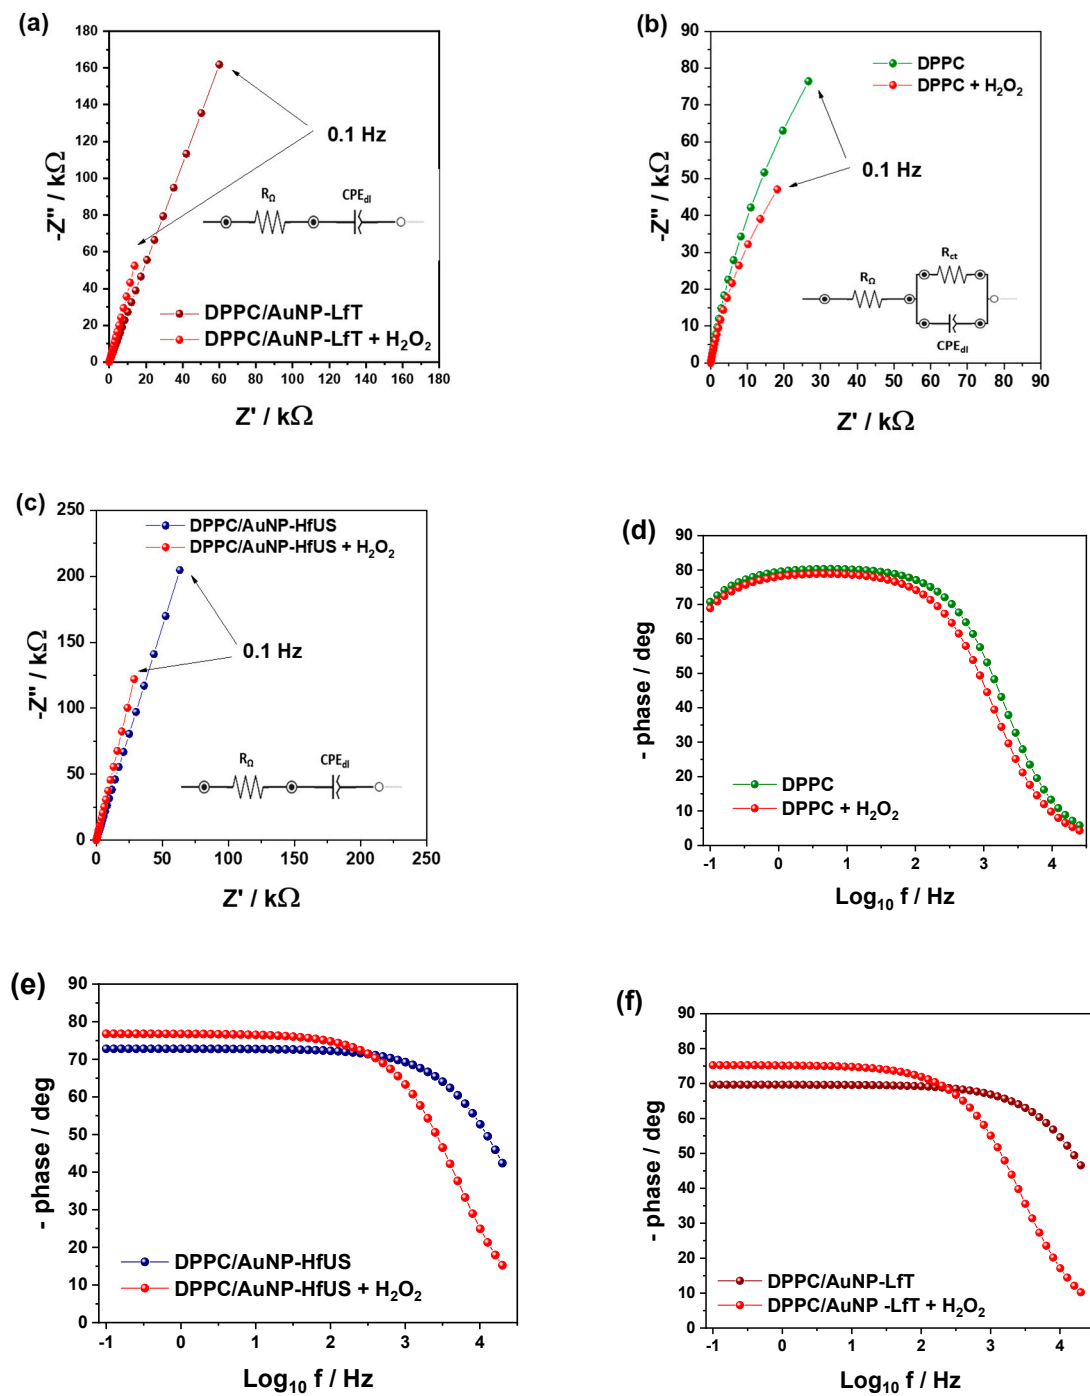 (a)
180
160
140
120
100
80
60
40
20
0
-Z'' / kΩ
0.1 Hz
R_Ω
CPE_dl
DPPC/AuNP-LfT
DPPC/AuNP-LfT + H₂O₂
0 20 40 60 80 100 120 140 160 180
Z' / kΩ
(b)
90
80
70
60
50
40
30
20
10
0
-Z'' / kΩ
DPPC
DPPC + H₂O₂
0.1 Hz
R_ct
R_Ω
CPE_dl
0 10 20 30 40 50 60 70 80 90
Z' / kΩ
(c)
250
200
150
100
50
0
-Z'' / kΩ
DPPC/AuNP-HfUS
DPPC/AuNP-HfUS + H₂O₂
0.1 Hz
R_Ω
CPE_dl
0 50 100 150 200 250
Z' / kΩ
(d)
90
80
70
60
50
40
30
20
10
0
- phase / deg
DPPC
DPPC + H₂O₂
-1 0 1 2 3 4
Log₁₀ f / Hz
(e)
90
80
70
60
50
40
30
20
10
0
- phase / deg
DPPC/AuNP-HfUS
DPPC/AuNP-HfUS + H₂O₂
-1 0 1 2 3 4
Log₁₀ f / Hz
(f)
90
80
70
60
50
40
30
20
10
0
- phase / deg
DPPC/AuNP-LfT
DPPC/AuNP -LfT + H₂O₂
-1 0 1 2 3 4
Log₁₀ f / Hz